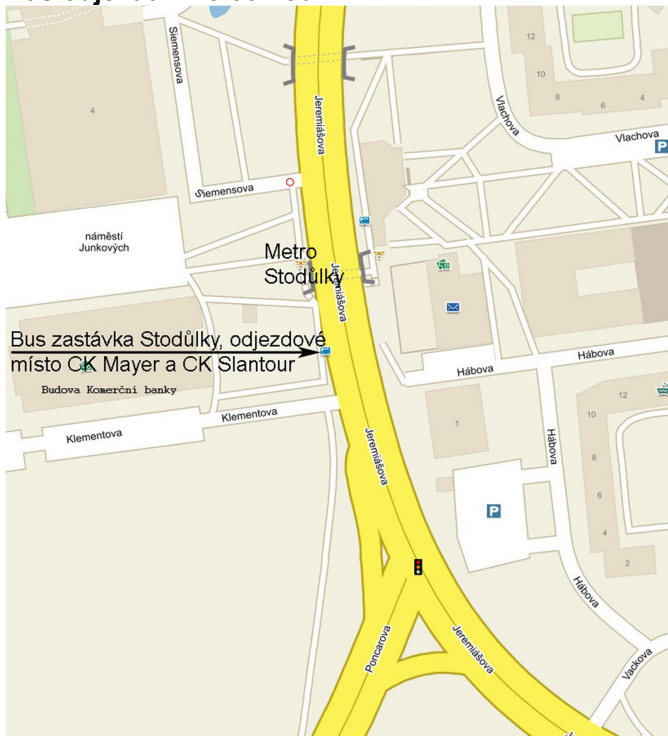 Siemensova
4
Jeremiášova
12
10
8
6
4
Vlachova
Vlachova
P
Siemensova
náměstí
Junkových
Metro
Stodůlky
Jeremiášova
Bus zastávka Stodůlky, odjezdové
místo CK Mayer a CK Slantour
Budova Komerční banky
Hábova
Hábova
Klementova
Klementova
1
Jeremiášova
Hábova
12
10
8
6
4
2
P
Hábova
Poncarova
Jeremiášova
Vackova